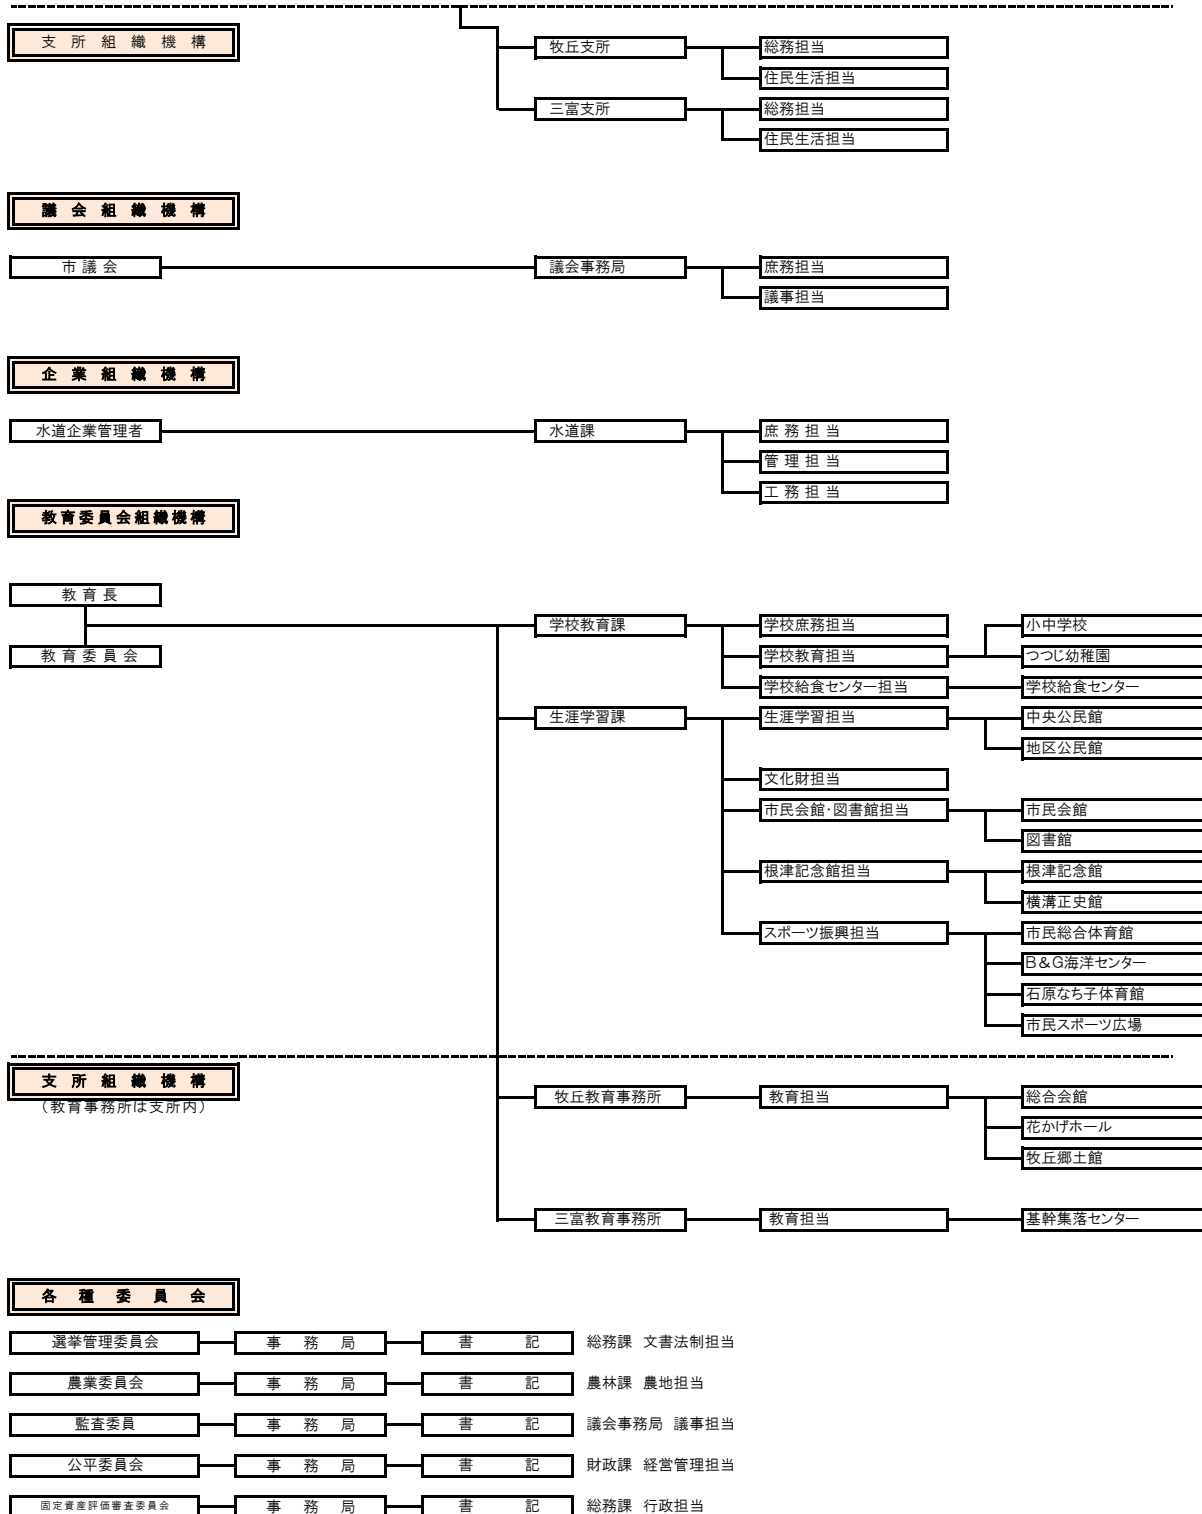 支所組織機構
牧丘支所
総務担当
住民生活担当
三富支所
総務担当
住民生活担当
議会組織機構
市議会
議会事務局
庶務担当
議事担当
企業組織機構
水道企業管理者
水道課
庶務担当
管理担当
工務担当
教育委員会組織機構
教育長
教育委員会
学校教育課
学校庶務担当
小中学校
学校教育担当
つつじ幼稚園
学校給食センター担当
学校給食センター
生涯学習課
生涯学習担当
中央公民館
地区公民館
文化財担当
市民会館・図書館担当
市民会館
図書館
根津記念館担当
根津記念館
横溝正史館
スポーツ振興担当
市民総合体育館
B&G海洋センター
石原なち子体育館
市民スポーツ広場
支所組織機構
（教育事務所は支所内）
牧丘教育事務所
教育担当
総合会館
花かげホール
牧丘郷土館
三富教育事務所
教育担当
基幹集落センター
各種委員会
選挙管理委員会 事務局 書記 総務課 文書法制担当
農業委員会 事務局 書記 農林課 農地担当
監査委員 事務局 書記 議会事務局 議事担当
公平委員会 事務局 書記 財政課 経営管理担当
固定資産評価審査委員会 事務局 書記 総務課 行政担当